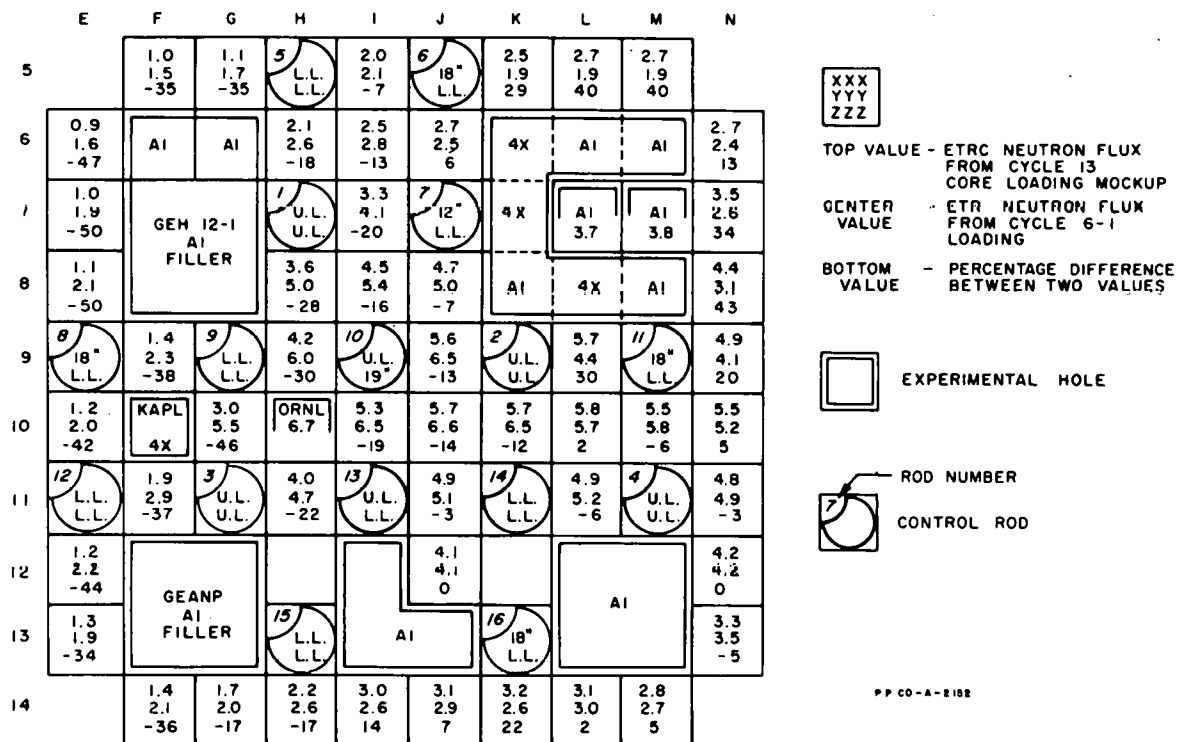 E F G H I J K L M N
5
1.0 1.1 5 2.0 6 2.5 2.7 2.7
1.5 1.7 L.L. 2.1 18" 1.9 1.9 1.9
-35 -35 L.L. -7 L.L. 29 40 40
6
0.9 2.1 2.5 2.7 2.7
1.6 Al Al 2.6 2.8 2.5 4X Al Al 2.4
-47 -18 -13 6 13
7
1.0 1 3.3 7 3.5
1.9 GEH 12-1 U.L. 4.1 12" 4X Al Al 2.6
-50 Al U.L. -20 L.L. 3.7 3.8 34
FILLER
8
1.1 3.6 4.5 4.7 4.4
2.1 5.0 5.4 5.0 Al 4X Al 3.1
-50 -28 -16 -7 43
9
8 1.4 9 4.2 10 5.6 2 5.7 11 4.9
18" 2.3 L.L. 6.0 U.L. 6.5 U.L. 4.4 18" 4.1
L.L. -38 L.L. -30 19" -13 U.L. 30 L.L. 20
10
1.2 KAPL 3.0 ORNL 5.3 5.7 5.7 5.8 5.5 5.5
2.0 5.5 6.7 6.5 6.6 6.5 5.7 5.8 5.2
-42 4X -46 -19 -14 -12 2 -6 5
11
12 1.9 3 4.0 13 4.9 14 4.9 4 4.8
L.L. 2.9 U.L. 4.7 U.L. 5.1 L.L. 5.2 U.L. 4.9
L.L. -37 U.L. -22 L.L. -3 L.L. -6 U.L. -3
12
1.2 4.1 4.2
2.2 4.1 4.2
-44 0 0
GEANP
Al
FILLER
Al
13
1.3 15 16 3.3
1.9 L.L. Al 18" 3.5
-34 L.L. L.L. -5
14
1.4 1.7 2.2 3.0 3.1 3.2 3.1 2.8
2.1 2.0 2.6 2.6 2.9 2.6 3.0 2.7
-36 -17 -17 14 7 22 2 5
XXX
YYY
ZZZ
TOP VALUE - ETRC NEUTRON FLUX
FROM CYCLE 13
CORE LOADING MOCKUP
CENTER - ETR NEUTRON FLUX
VALUE FROM CYCLE 6-1
LOADING
BOTTOM - PERCENTAGE DIFFERENCE
VALUE BETWEEN TWO VALUES
EXPERIMENTAL HOLE
ROD NUMBER
7
CONTROL ROD
PPCO-A-2152